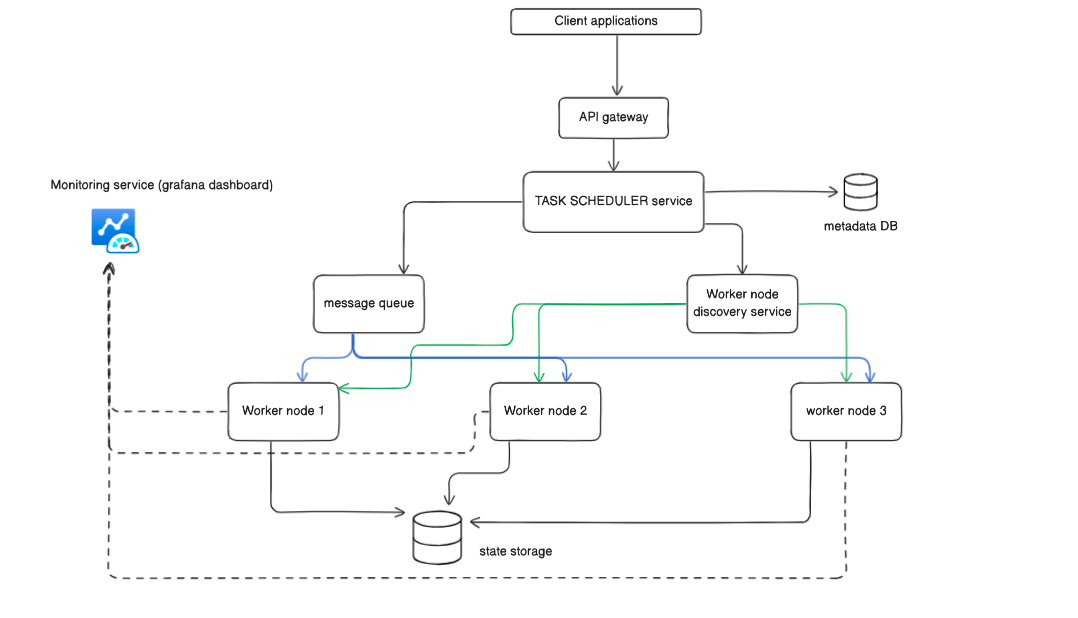 Client applications
API gateway
Monitoring service (grafana dashboard)
TASK SCHEDULER service
metadata DB
message queue
Worker node
discovery service
Worker node 1
Worker node 2
worker node 3
state storage